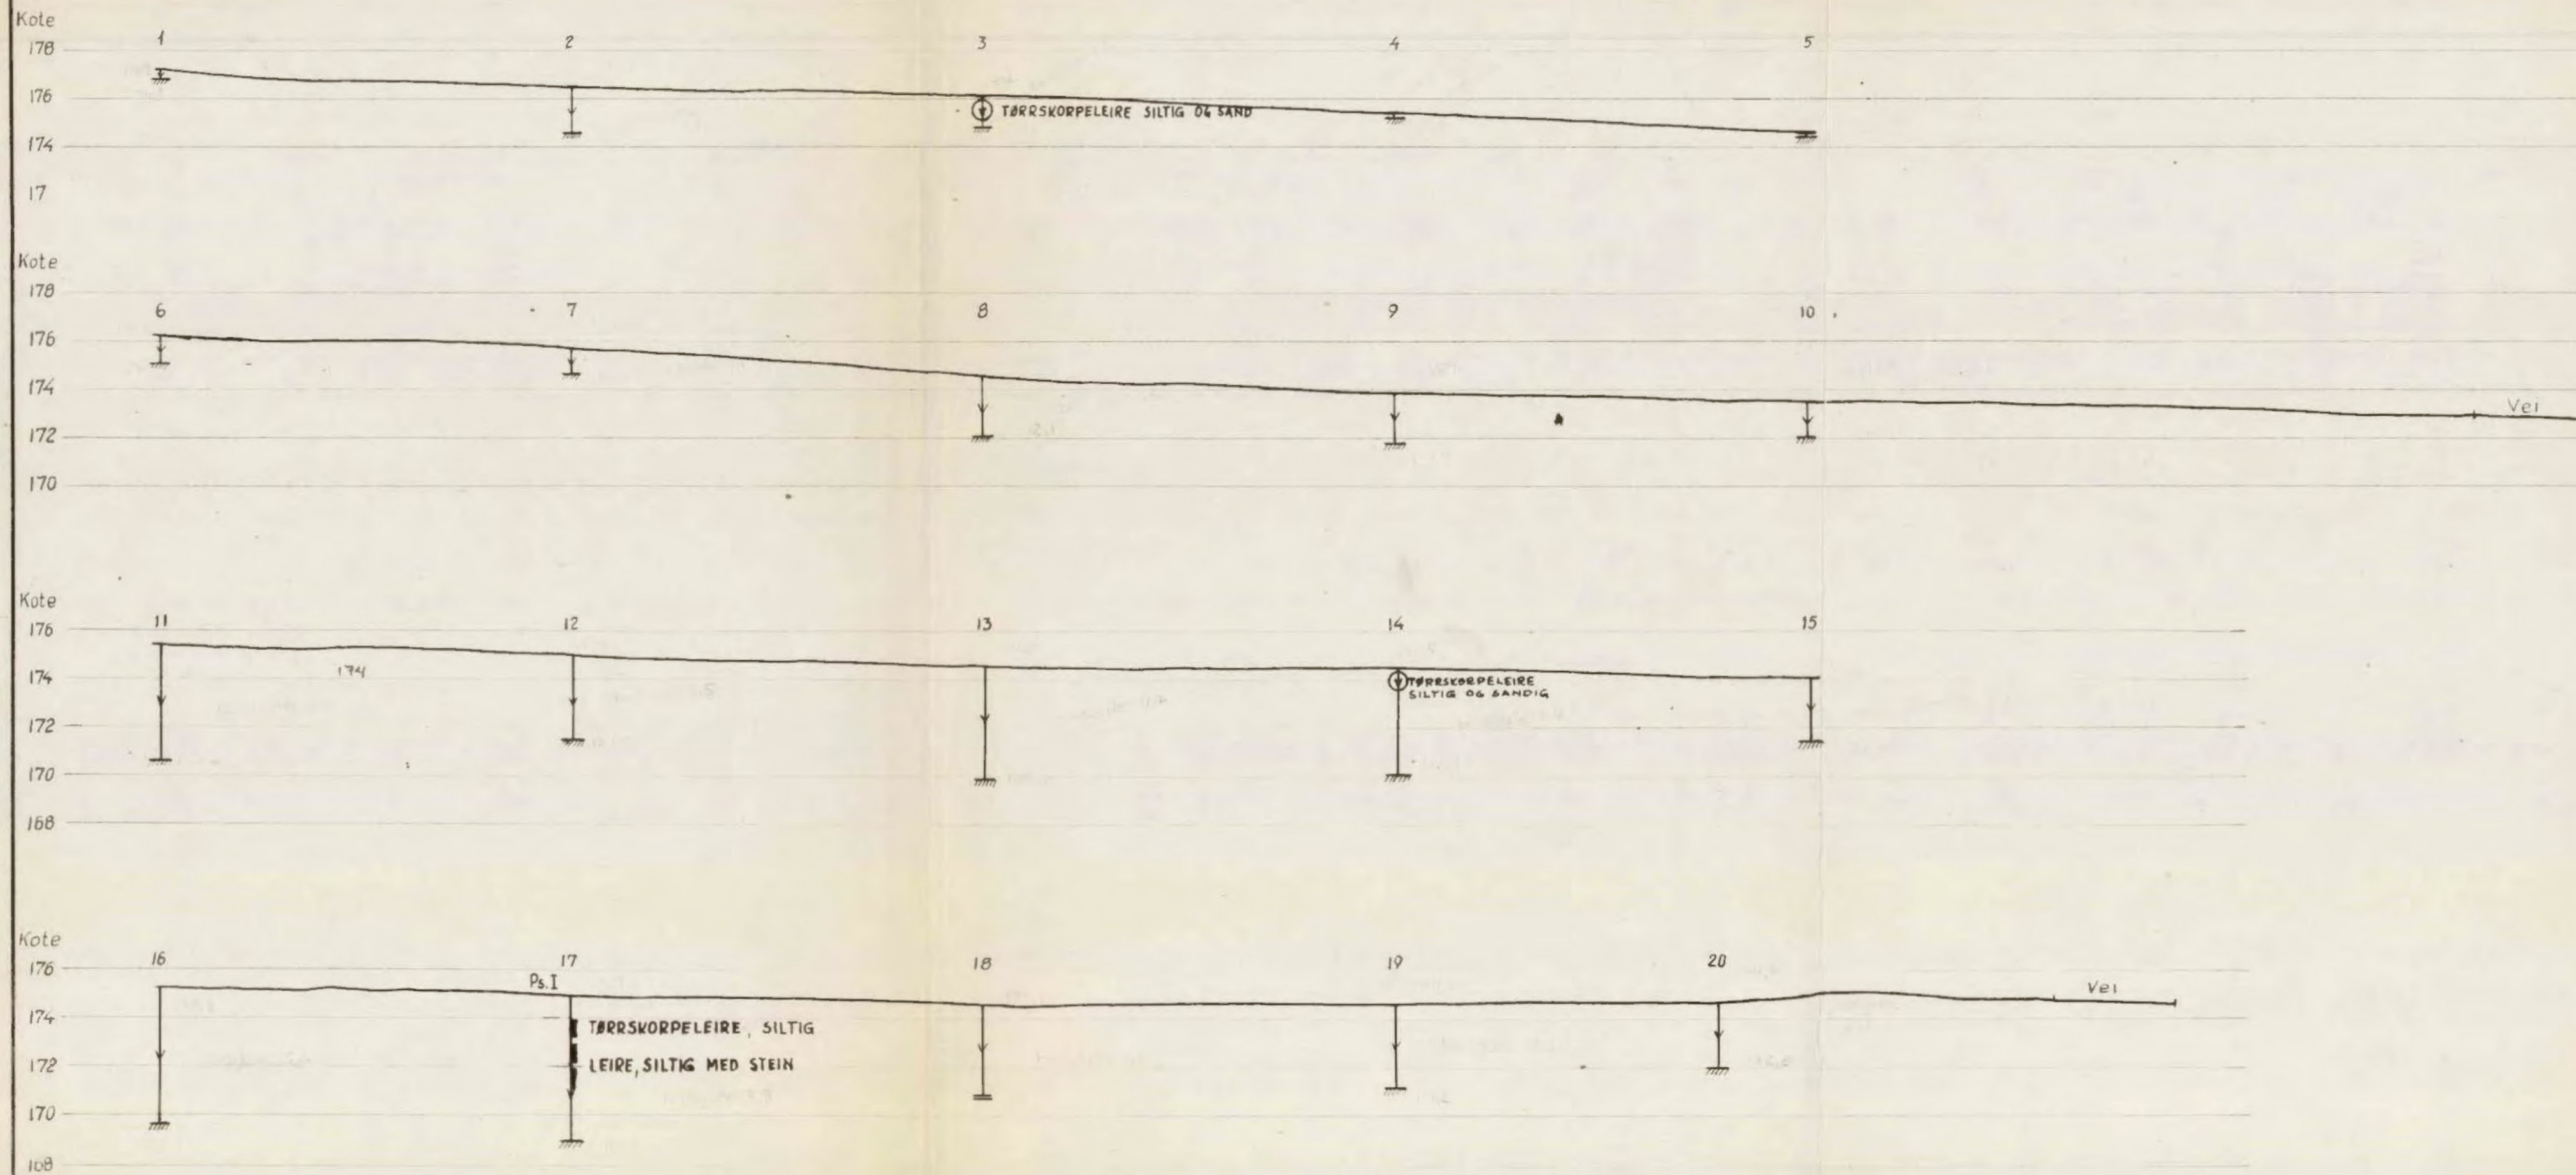 Kote
1 2 3 4 5
178
176
TØRRSKORPELEIRE SILTIG OG SAND
174
17
Kote
178
6 7 8 9 10
176
174
Vei
172
170
Kote
11 12 13 14 15
176
174
174
TØRRSKORPELEIRE
SILTIG OG SANDIG
172
170
168
Kote
16 17 18 19 20
176
Ps.I
Vei
174
TØRRSKORPELEIRE, SILTIG
172
LEIRE, SILTIG MED STEIN
170
168